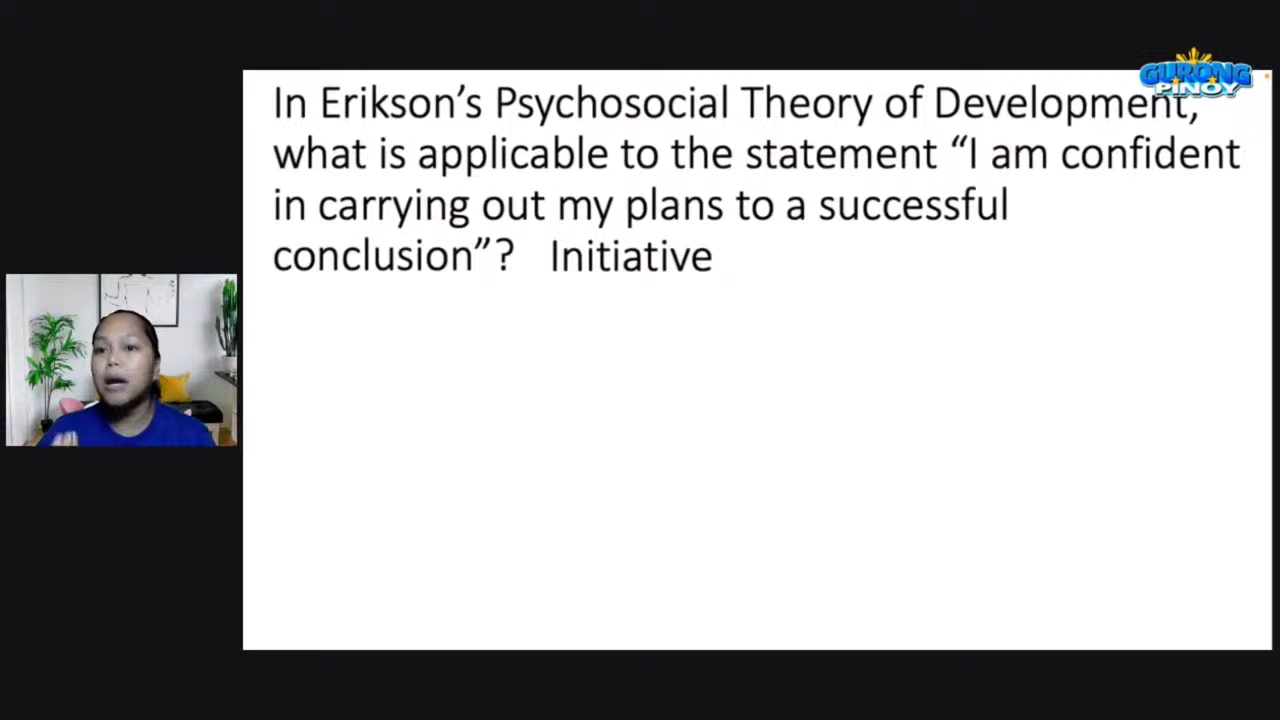 GURONG
PINOY
In Erikson’s Psychosocial Theory of Development,
what is applicable to the statement “I am confident
in carrying out my plans to a successful
conclusion”? Initiative